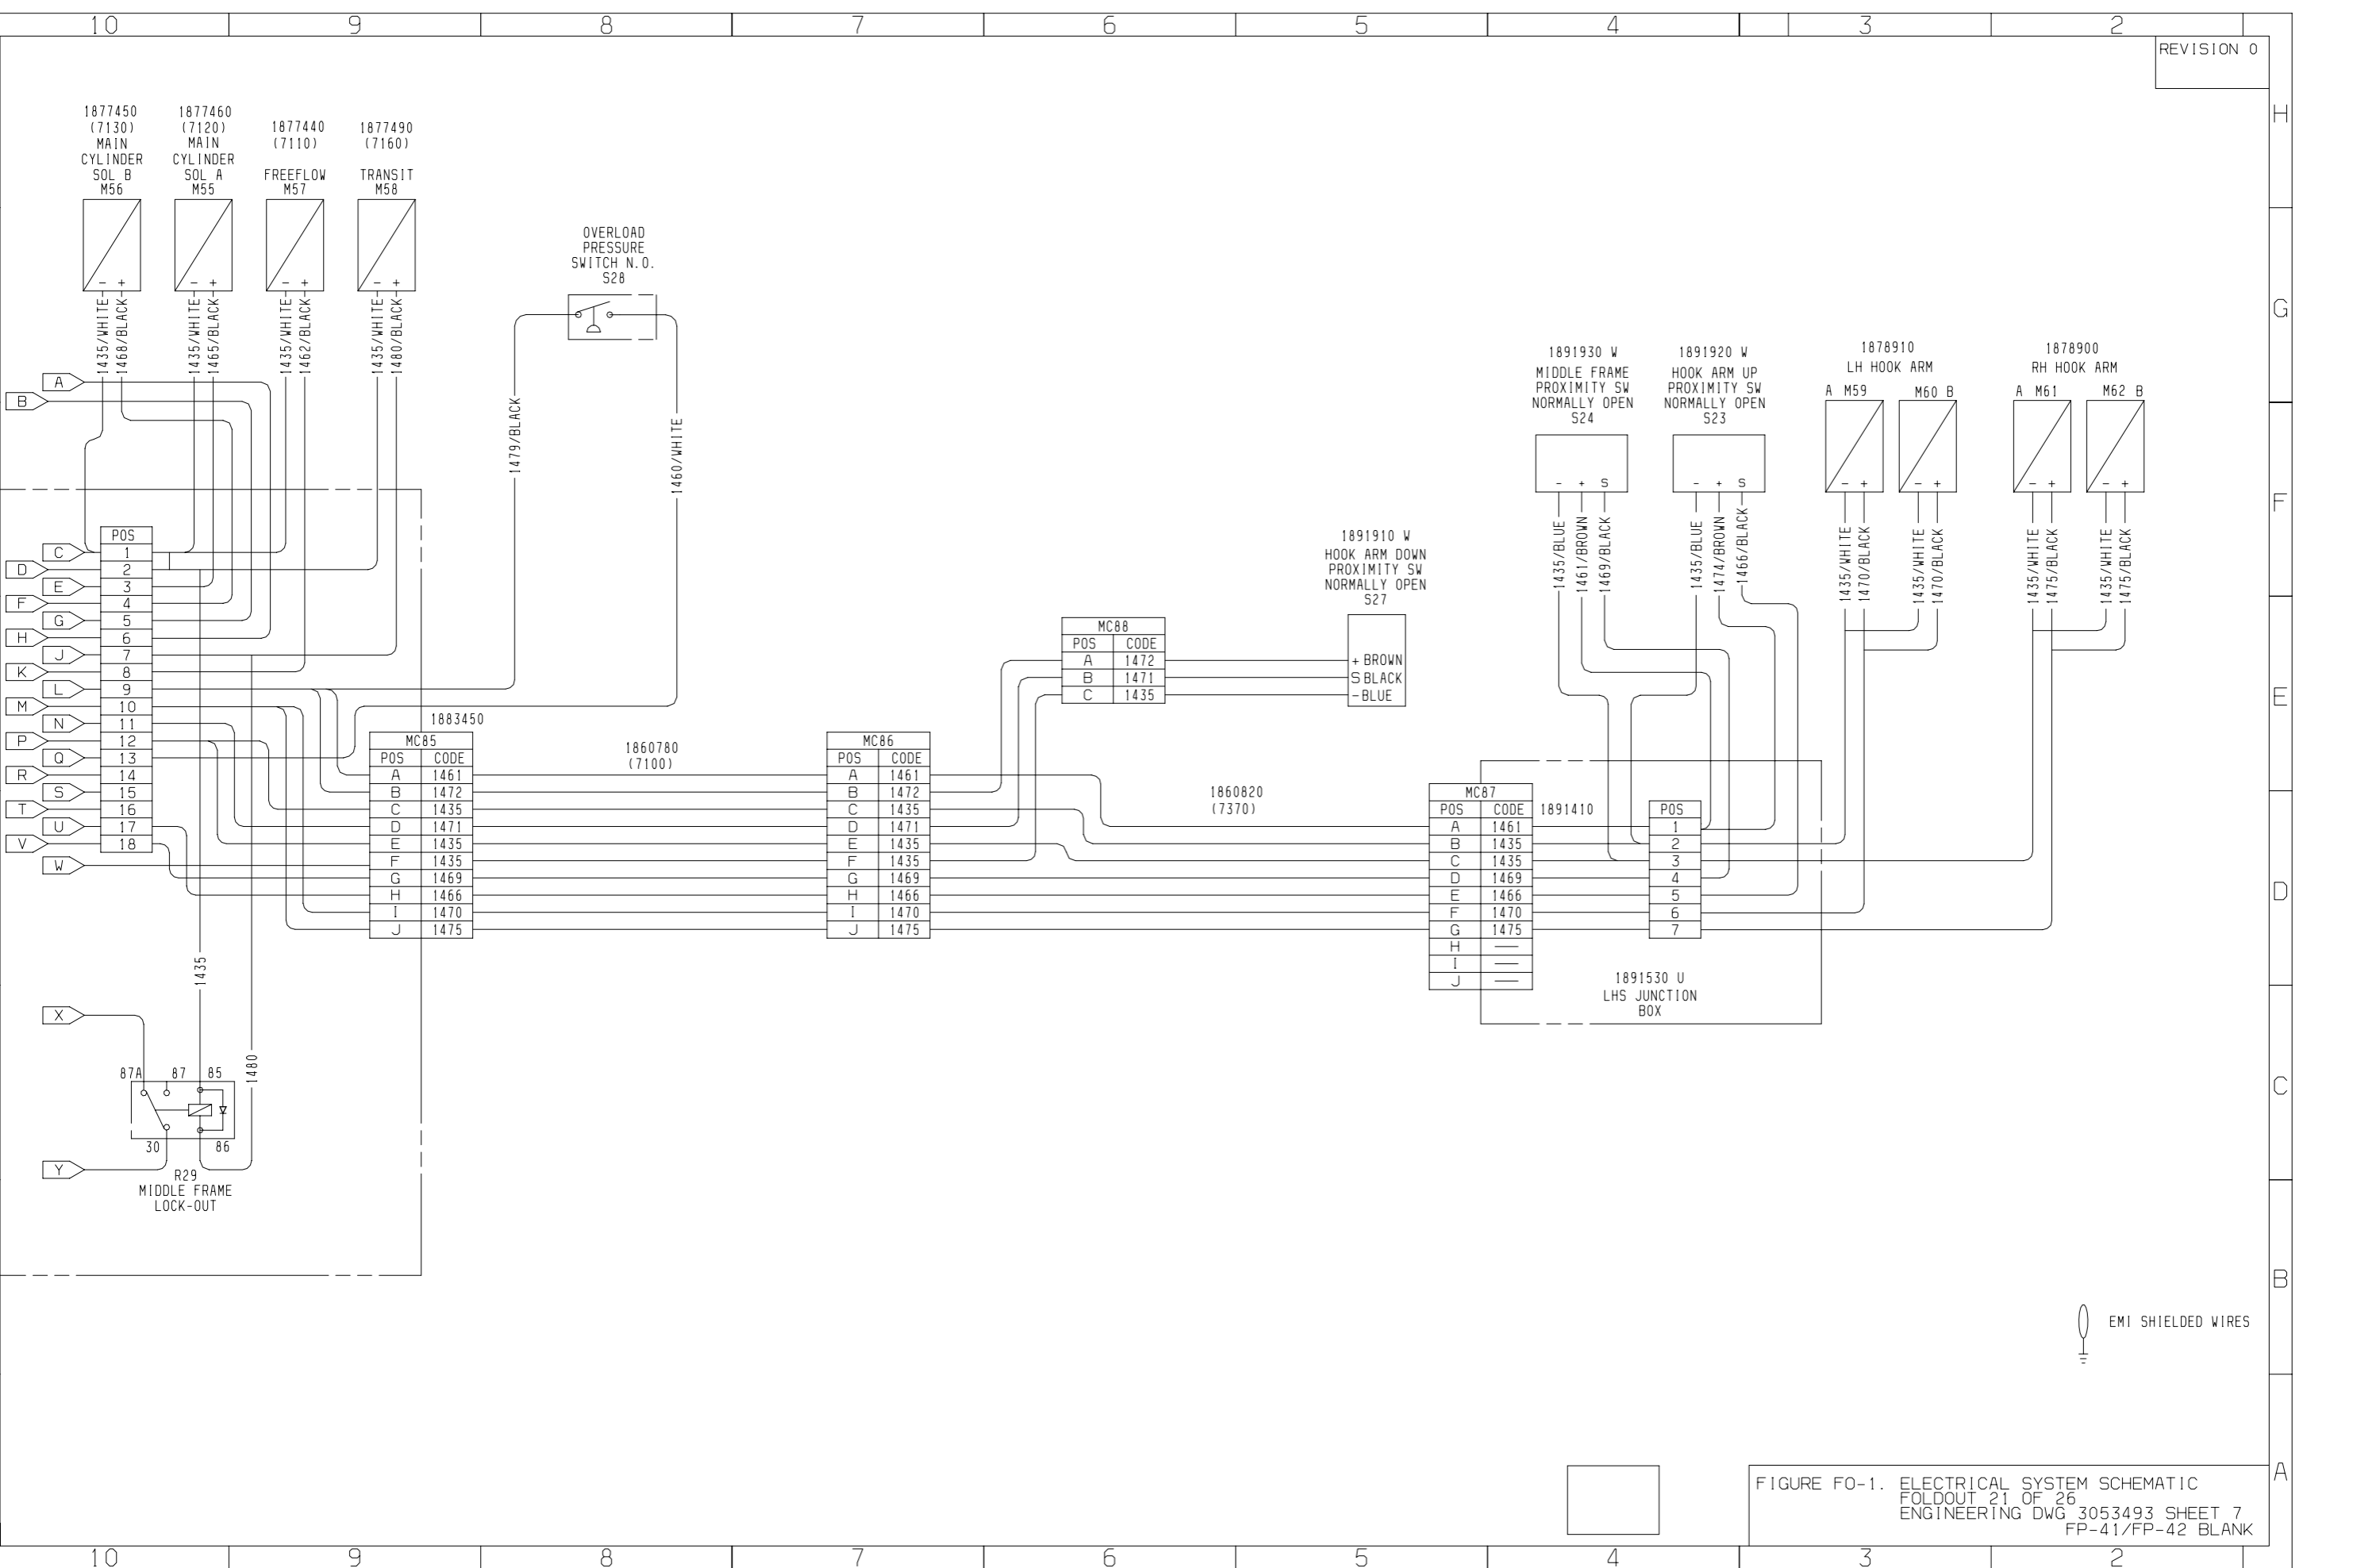 10 9 8 7 6 5 4 3 2
REVISION 0
H
G
F
E
D
C
B
A
1877450
(7130)
MAIN
CYLINDER
SOL B
M56
1877460
(7120)
MAIN
CYLINDER
SOL A
M55
1877440
(7110)
FREEFLOW
M57
1877490
(7160)
TRANSIT
M58
- +
- +
- +
- +
1435/WHITE
1468/BLACK
1435/WHITE
1465/BLACK
1435/WHITE
1462/BLACK
1435/WHITE
1480/BLACK
OVERLOAD
PRESSURE
SWITCH N.O.
S28
1479/BLACK
1460/WHITE
A
B
C
D
E
F
G
H
J
K
L
M
N
P
Q
R
S
T
U
V
W
X
Y
POS
1
2
3
4
5
6
7
8
9
10
11
12
13
14
15
16
17
18
1435
1480
87A 87 85
30 86
R29
MIDDLE FRAME
LOCK-OUT
1883450
MC85
POS CODE
A 1461
B 1472
C 1435
D 1471
E 1435
F 1435
G 1469
H 1466
I 1470
J 1475
1860780
(7100)
MC86
POS CODE
A 1461
B 1472
C 1435
D 1471
E 1435
F 1435
G 1469
H 1466
I 1470
J 1475
MC88
POS CODE
A 1472
B 1471
C 1435
1891910 W
HOOK ARM DOWN
PROXIMITY SW
NORMALLY OPEN
S27
+ BROWN
S BLACK
- BLUE
1860820
(7370)
MC87
POS CODE
A 1461
B 1435
C 1435
D 1469
E 1466
F 1470
G 1475
H —
I —
J —
1891410
POS
1
2
3
4
5
6
7
1891530 U
LHS JUNCTION
BOX
1891930 W
MIDDLE FRAME
PROXIMITY SW
NORMALLY OPEN
S24
- + S
1435/BLUE
1461/BROWN
1469/BLACK
1891920 W
HOOK ARM UP
PROXIMITY SW
NORMALLY OPEN
S23
- + S
1435/BLUE
1474/BROWN
1466/BLACK
1878910
LH HOOK ARM
A M59 M60 B
- + - +
1435/WHITE
1470/BLACK
1435/WHITE
1470/BLACK
1878900
RH HOOK ARM
A M61 M62 B
- + - +
1435/WHITE
1475/BLACK
1435/WHITE
1475/BLACK
EMI SHIELDED WIRES
FIGURE FO-1. ELECTRICAL SYSTEM SCHEMATIC
FOLDOUT 21 OF 26
ENGINEERING DWG 3053493 SHEET 7
FP-41/FP-42 BLANK
10 9 8 7 6 5 4 3 2